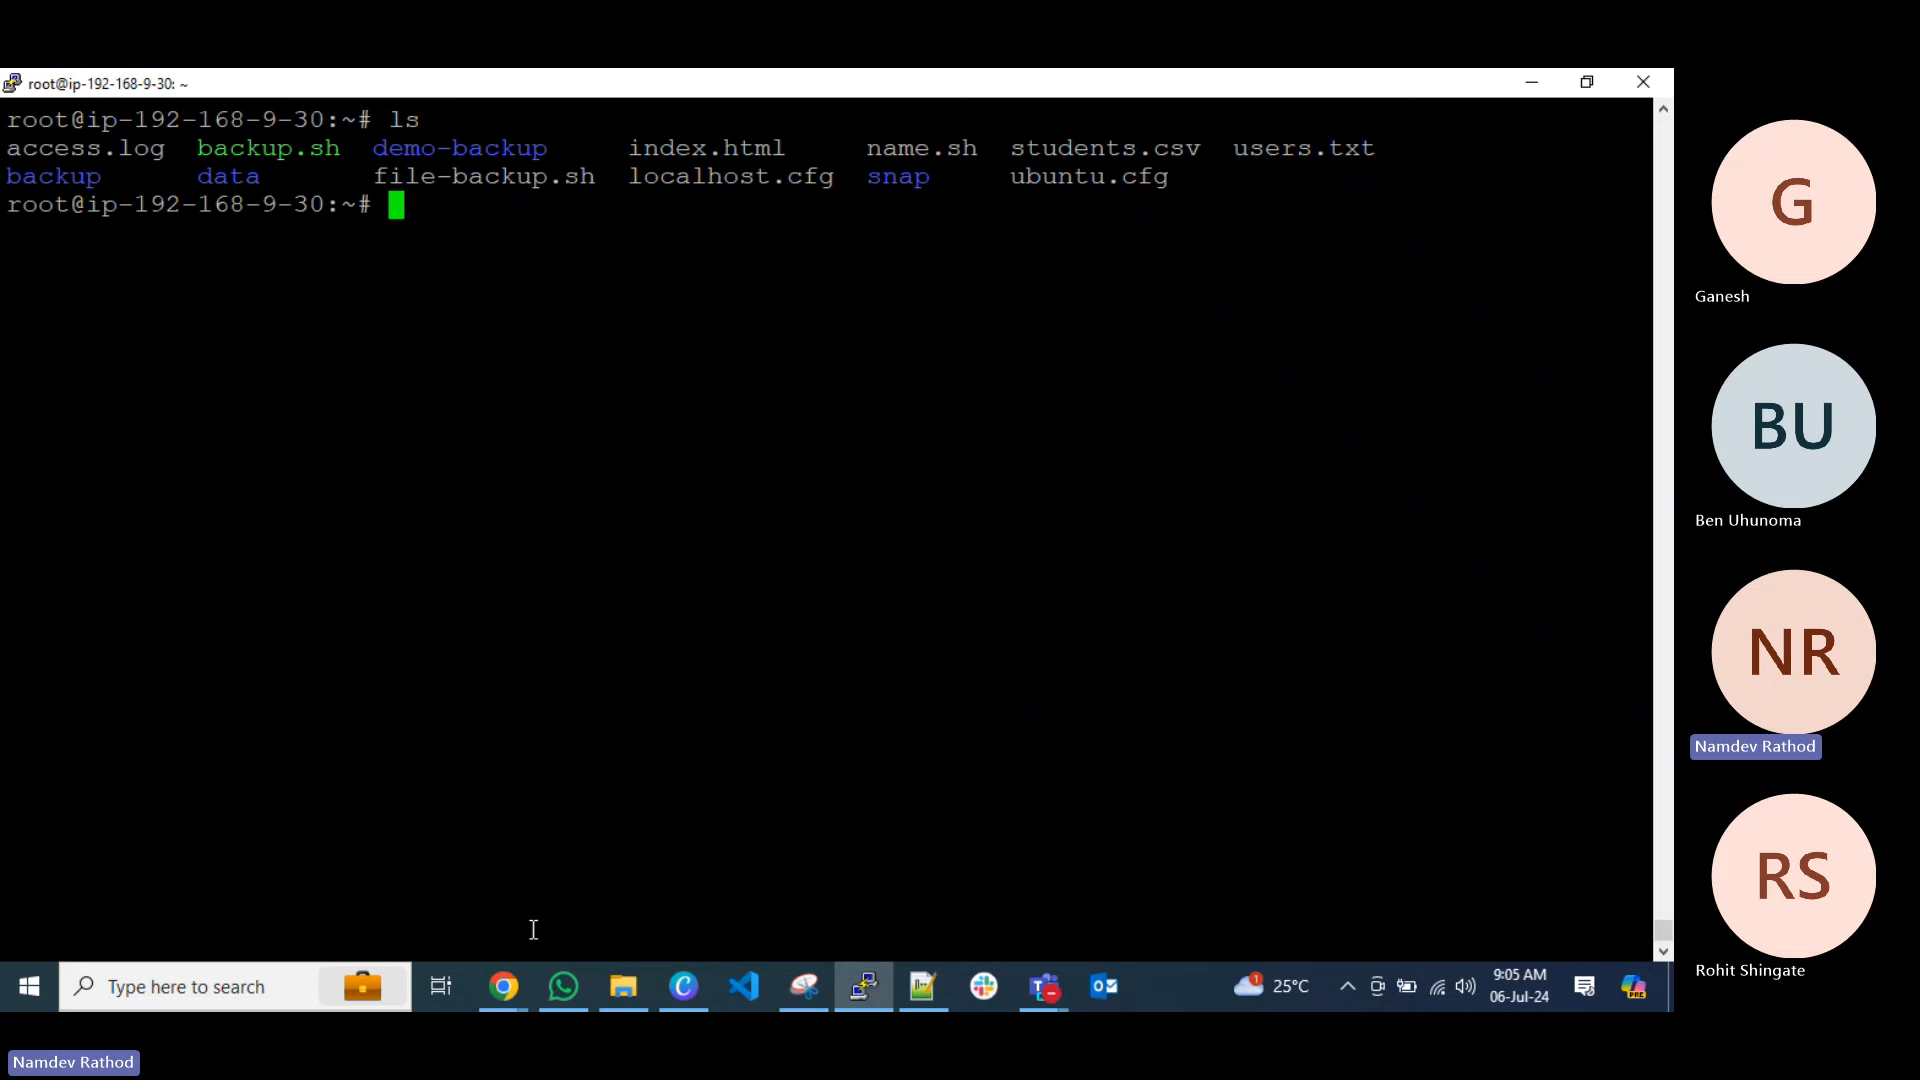 root@ip-192-168-9-30: ~
root@ip-192-168-9-30:~# ls
access.log backup.sh demo-backup index.html name.sh students.csv users.txt
backup data file-backup.sh localhost.cfg snap ubuntu.cfg
root@ip-192-168-9-30:~#
G
Ganesh
BU
Ben Uhunoma
NR
Namdev Rathod
RS
Rohit Shingate
Type here to search
1
25°C
9:05 AM
06-Jul-24
PRE
Namdev Rathod